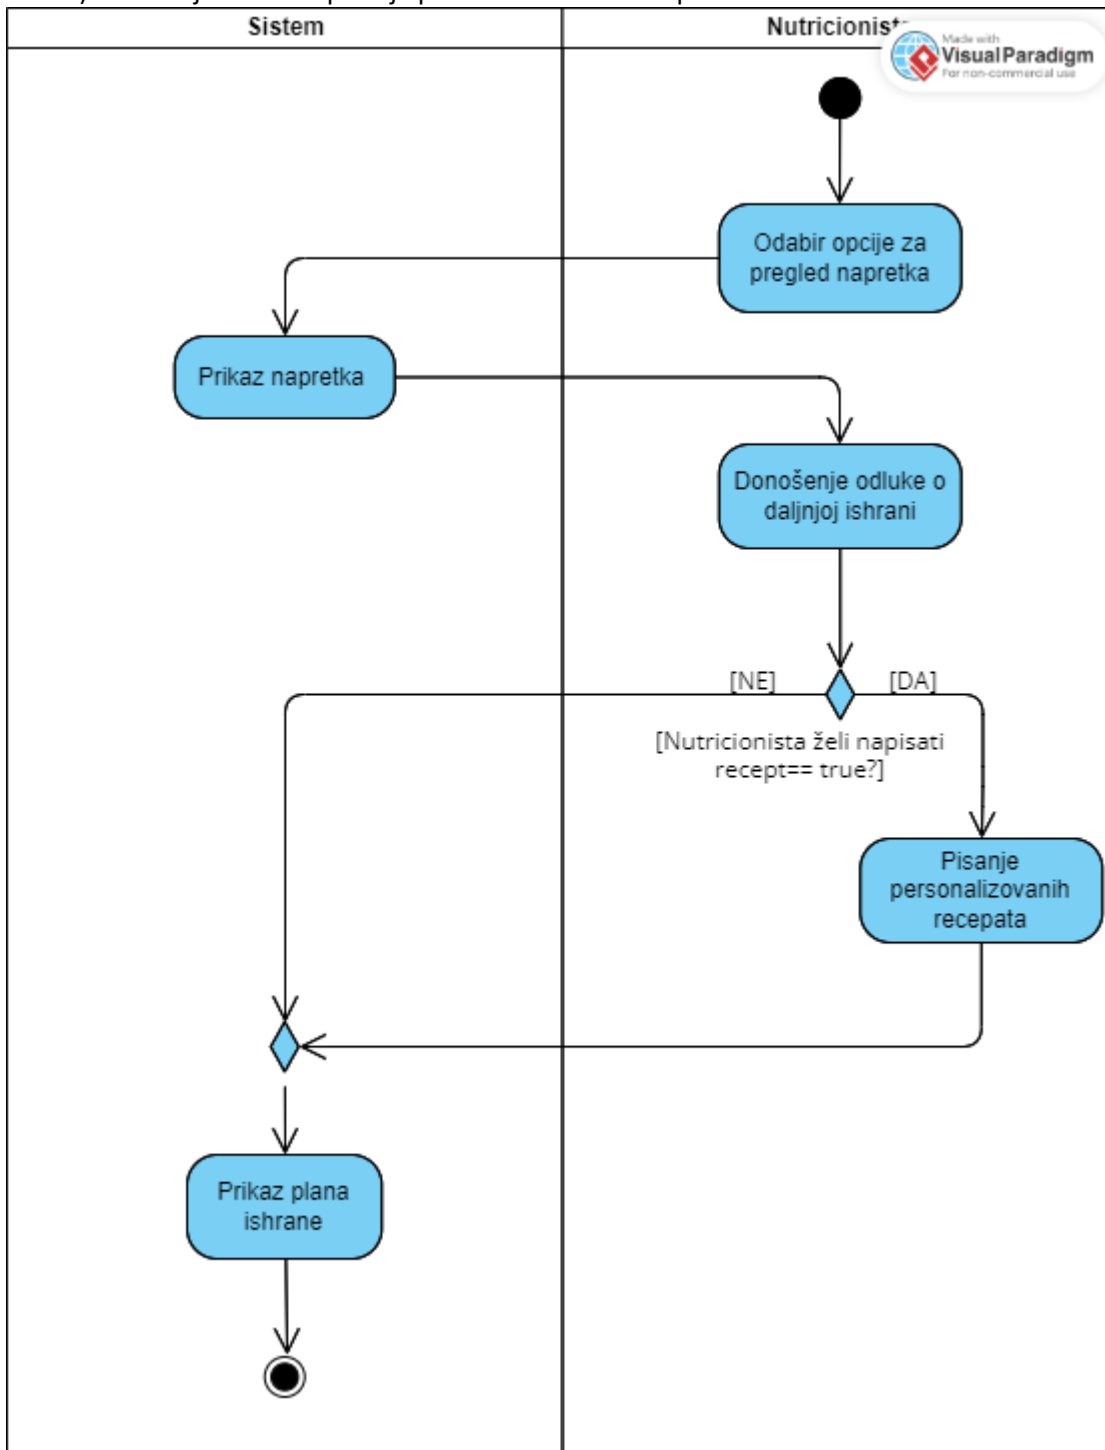 Sistem
Nutricionist
Made with
Visual Paradigm
For non-commercial use
Odabir opcije za
pregled napretka
Prikaz napretka
Donošenje odluke o
daljnjoj ishrani
[NE]
[DA]
[Nutricionista želi napisati
recept== true?]
Pisanje
personalizovanih
recepata
Prikaz plana
ishrane